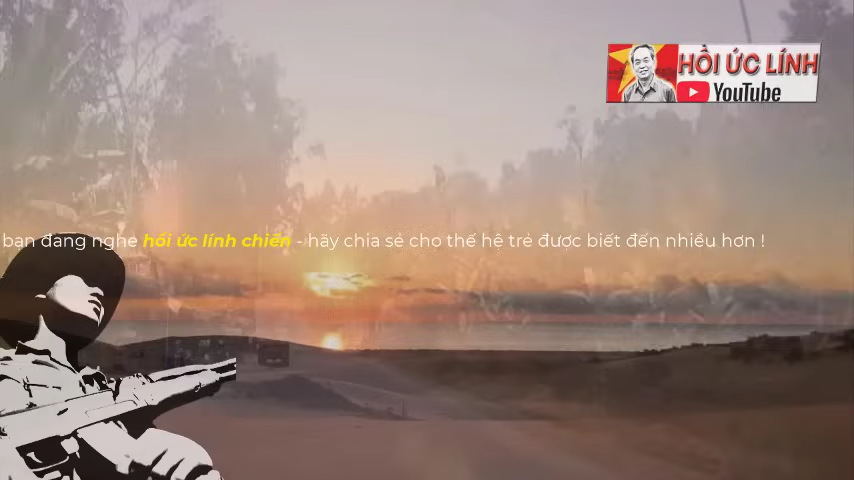 HỒI ỨC LÍNH
YouTube
bạn đang nghe hồi ức lính chiến - hãy chia sẻ cho thế hệ trẻ được biết đến nhiều hơn !